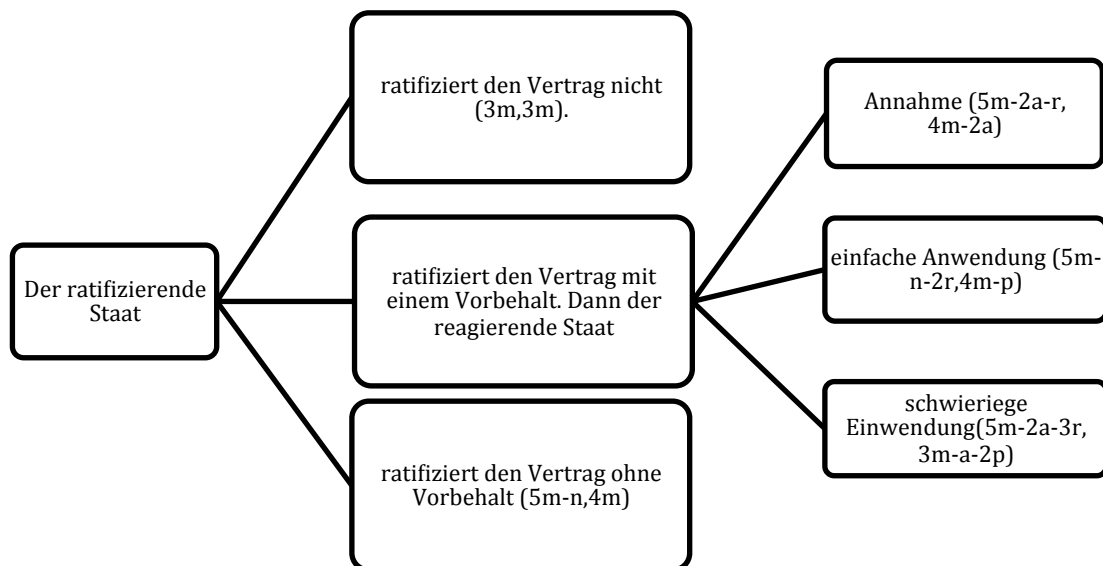 Der ratifizierende
Staat
ratifiziert den Vertrag nicht
(3m,3m).
ratifiziert den Vertrag mit
einem Vorbehalt. Dann der
reagierende Staat
ratifiziert den Vertrag ohne
Vorbehalt (5m-n,4m)
Annahme (5m-2a-r,
4m-2a)
einfache Anwendung (5m-
n-2r,4m-p)
schwieriege
Einwendung(5m-2a-3r,
3m-a-2p)